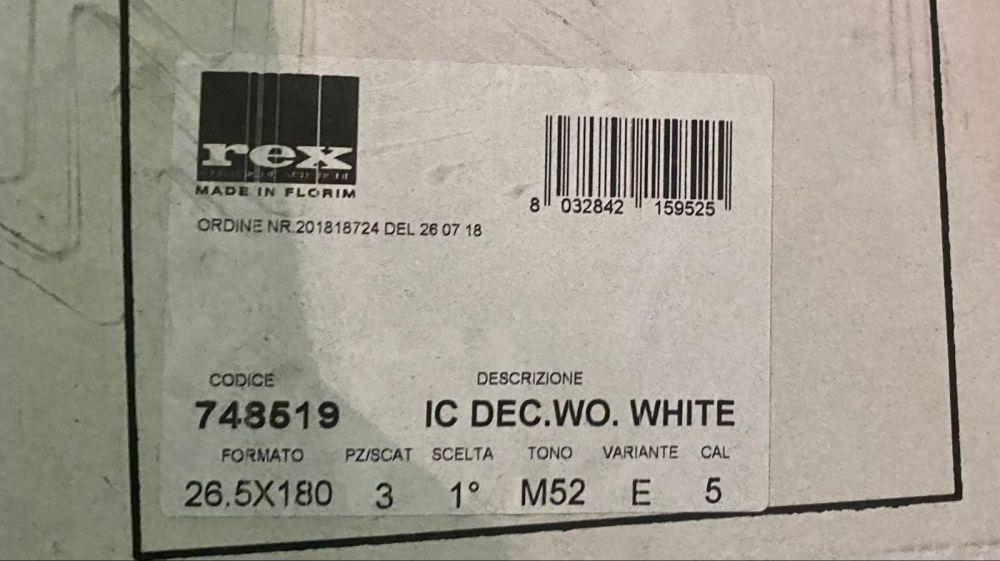 rex
MADE IN FLORIM
8 032842 159525
ORDINE NR.201818724 DEL 26 07 18
CODICE DESCRIZIONE
748519 IC DEC.WO. WHITE
FORMATO PZ/SCAT SCELTA TONO VARIANTE CAL
26.5X180 3 1° M52 E 5